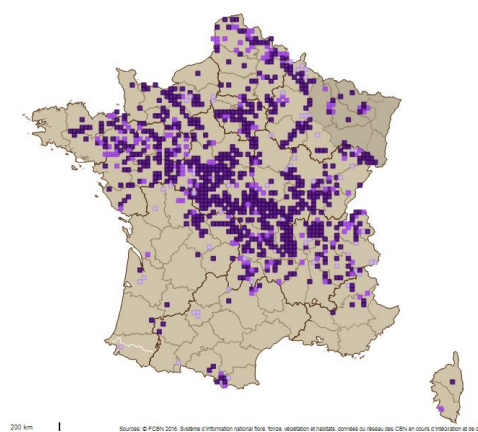 200 km
Sources: © FCBN 2016. Système d'information national flore, fonge, végétation et habitats, données du réseau des CBN en cours d'intégration et de c